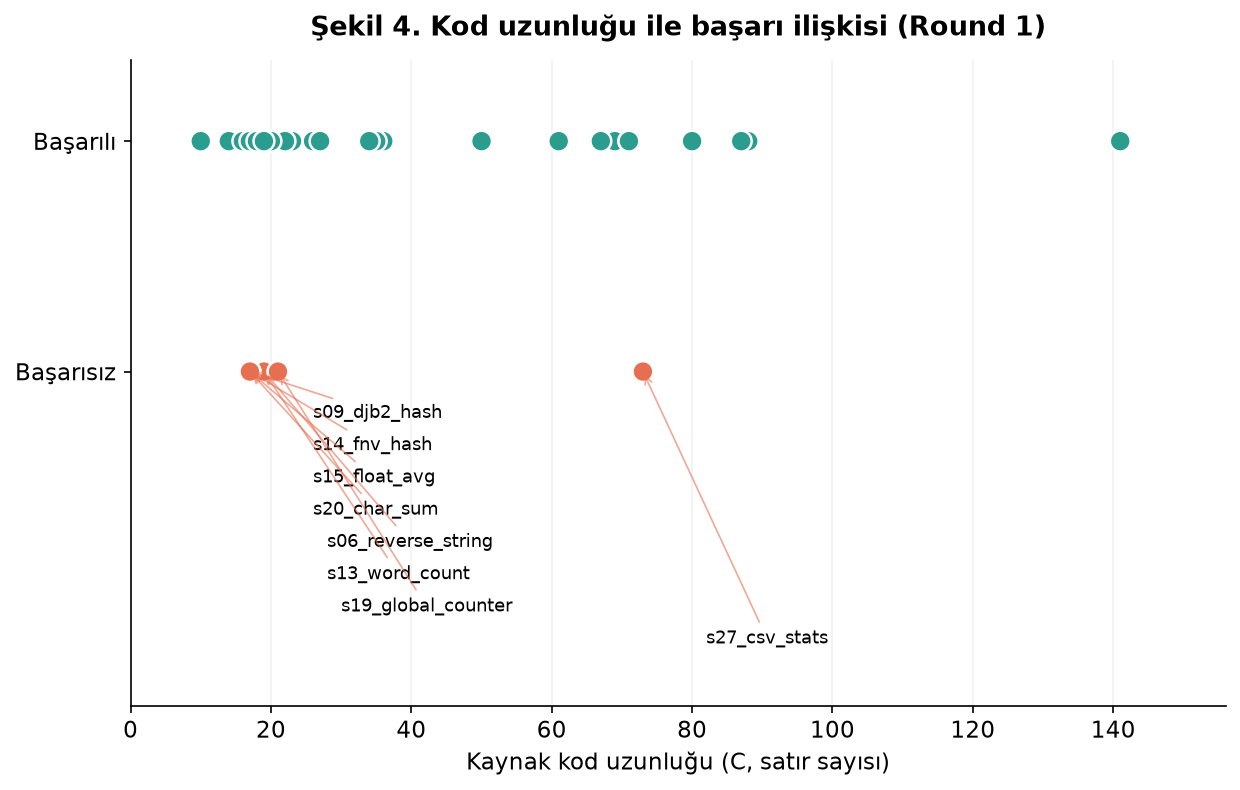 Şekil 4. Kod uzunluğu ile başarı ilişkisi (Round 1)
Başarılı
Başarısız
s09_djb2_hash
s14_fnv_hash
s15_float_avg
s20_char_sum
s06_reverse_string
s13_word_count
s19_global_counter
s27_csv_stats
0 20 40 60 80 100 120 140
Kaynak kod uzunluğu (C, satır sayısı)